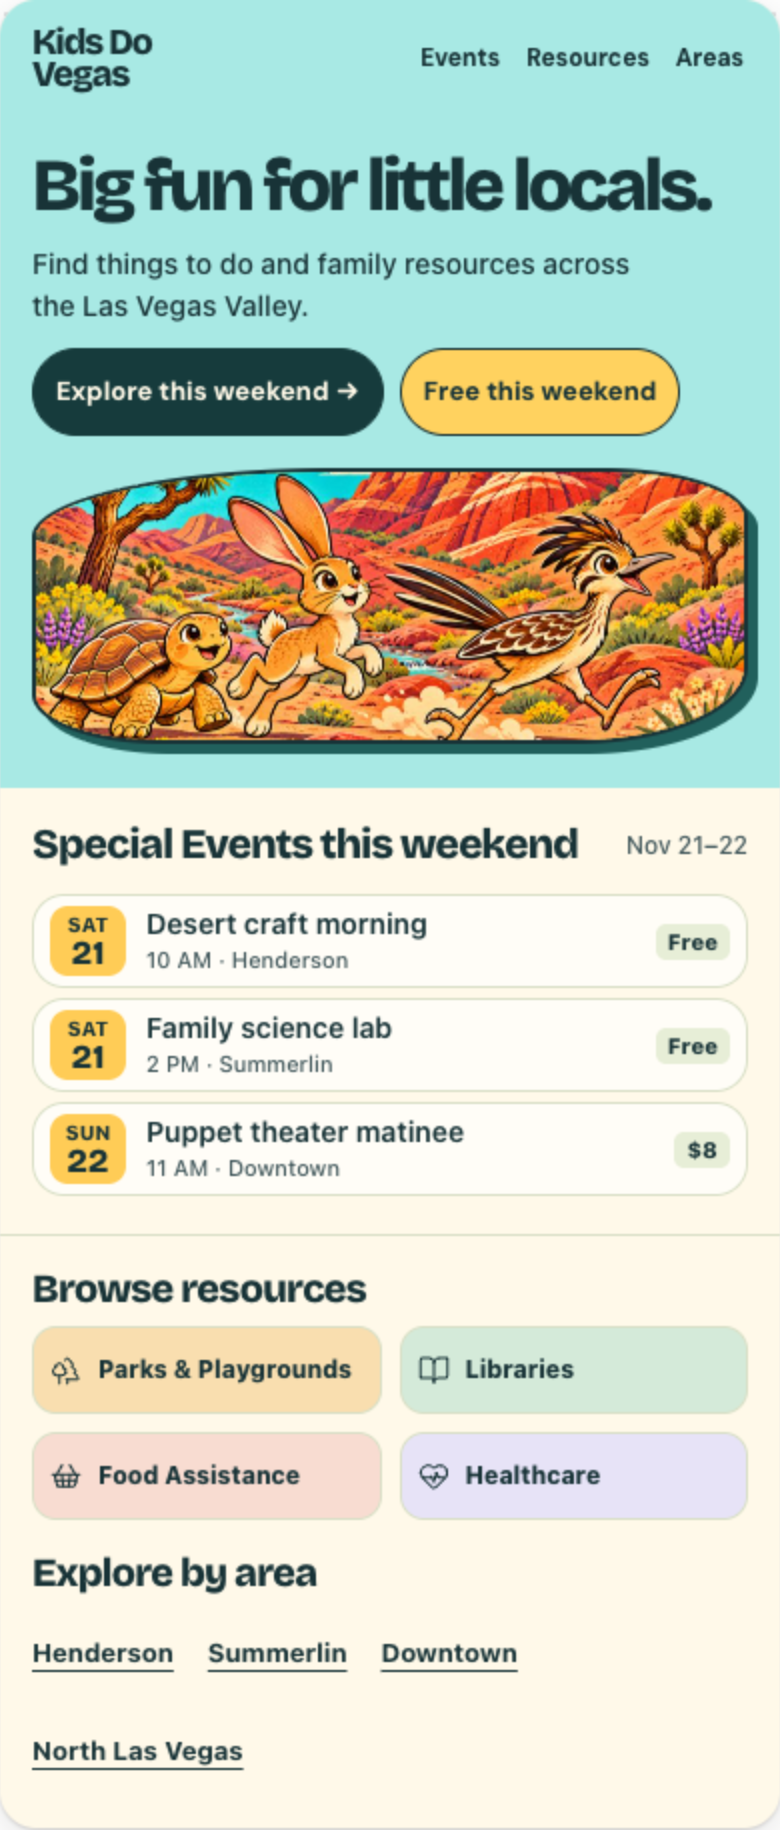 Kids Do
Vegas
Events Resources Areas
Big fun for little locals.
Find things to do and family resources across
the Las Vegas Valley.
Explore this weekend →
Free this weekend
Special Events this weekend
Nov 21–22
SAT
21
Desert craft morning
10 AM · Henderson
Free
SAT
21
Family science lab
2 PM · Summerlin
Free
SUN
22
Puppet theater matinee
11 AM · Downtown
$8
Browse resources
Parks & Playgrounds
Libraries
Food Assistance
Healthcare
Explore by area
Henderson Summerlin Downtown
North Las Vegas